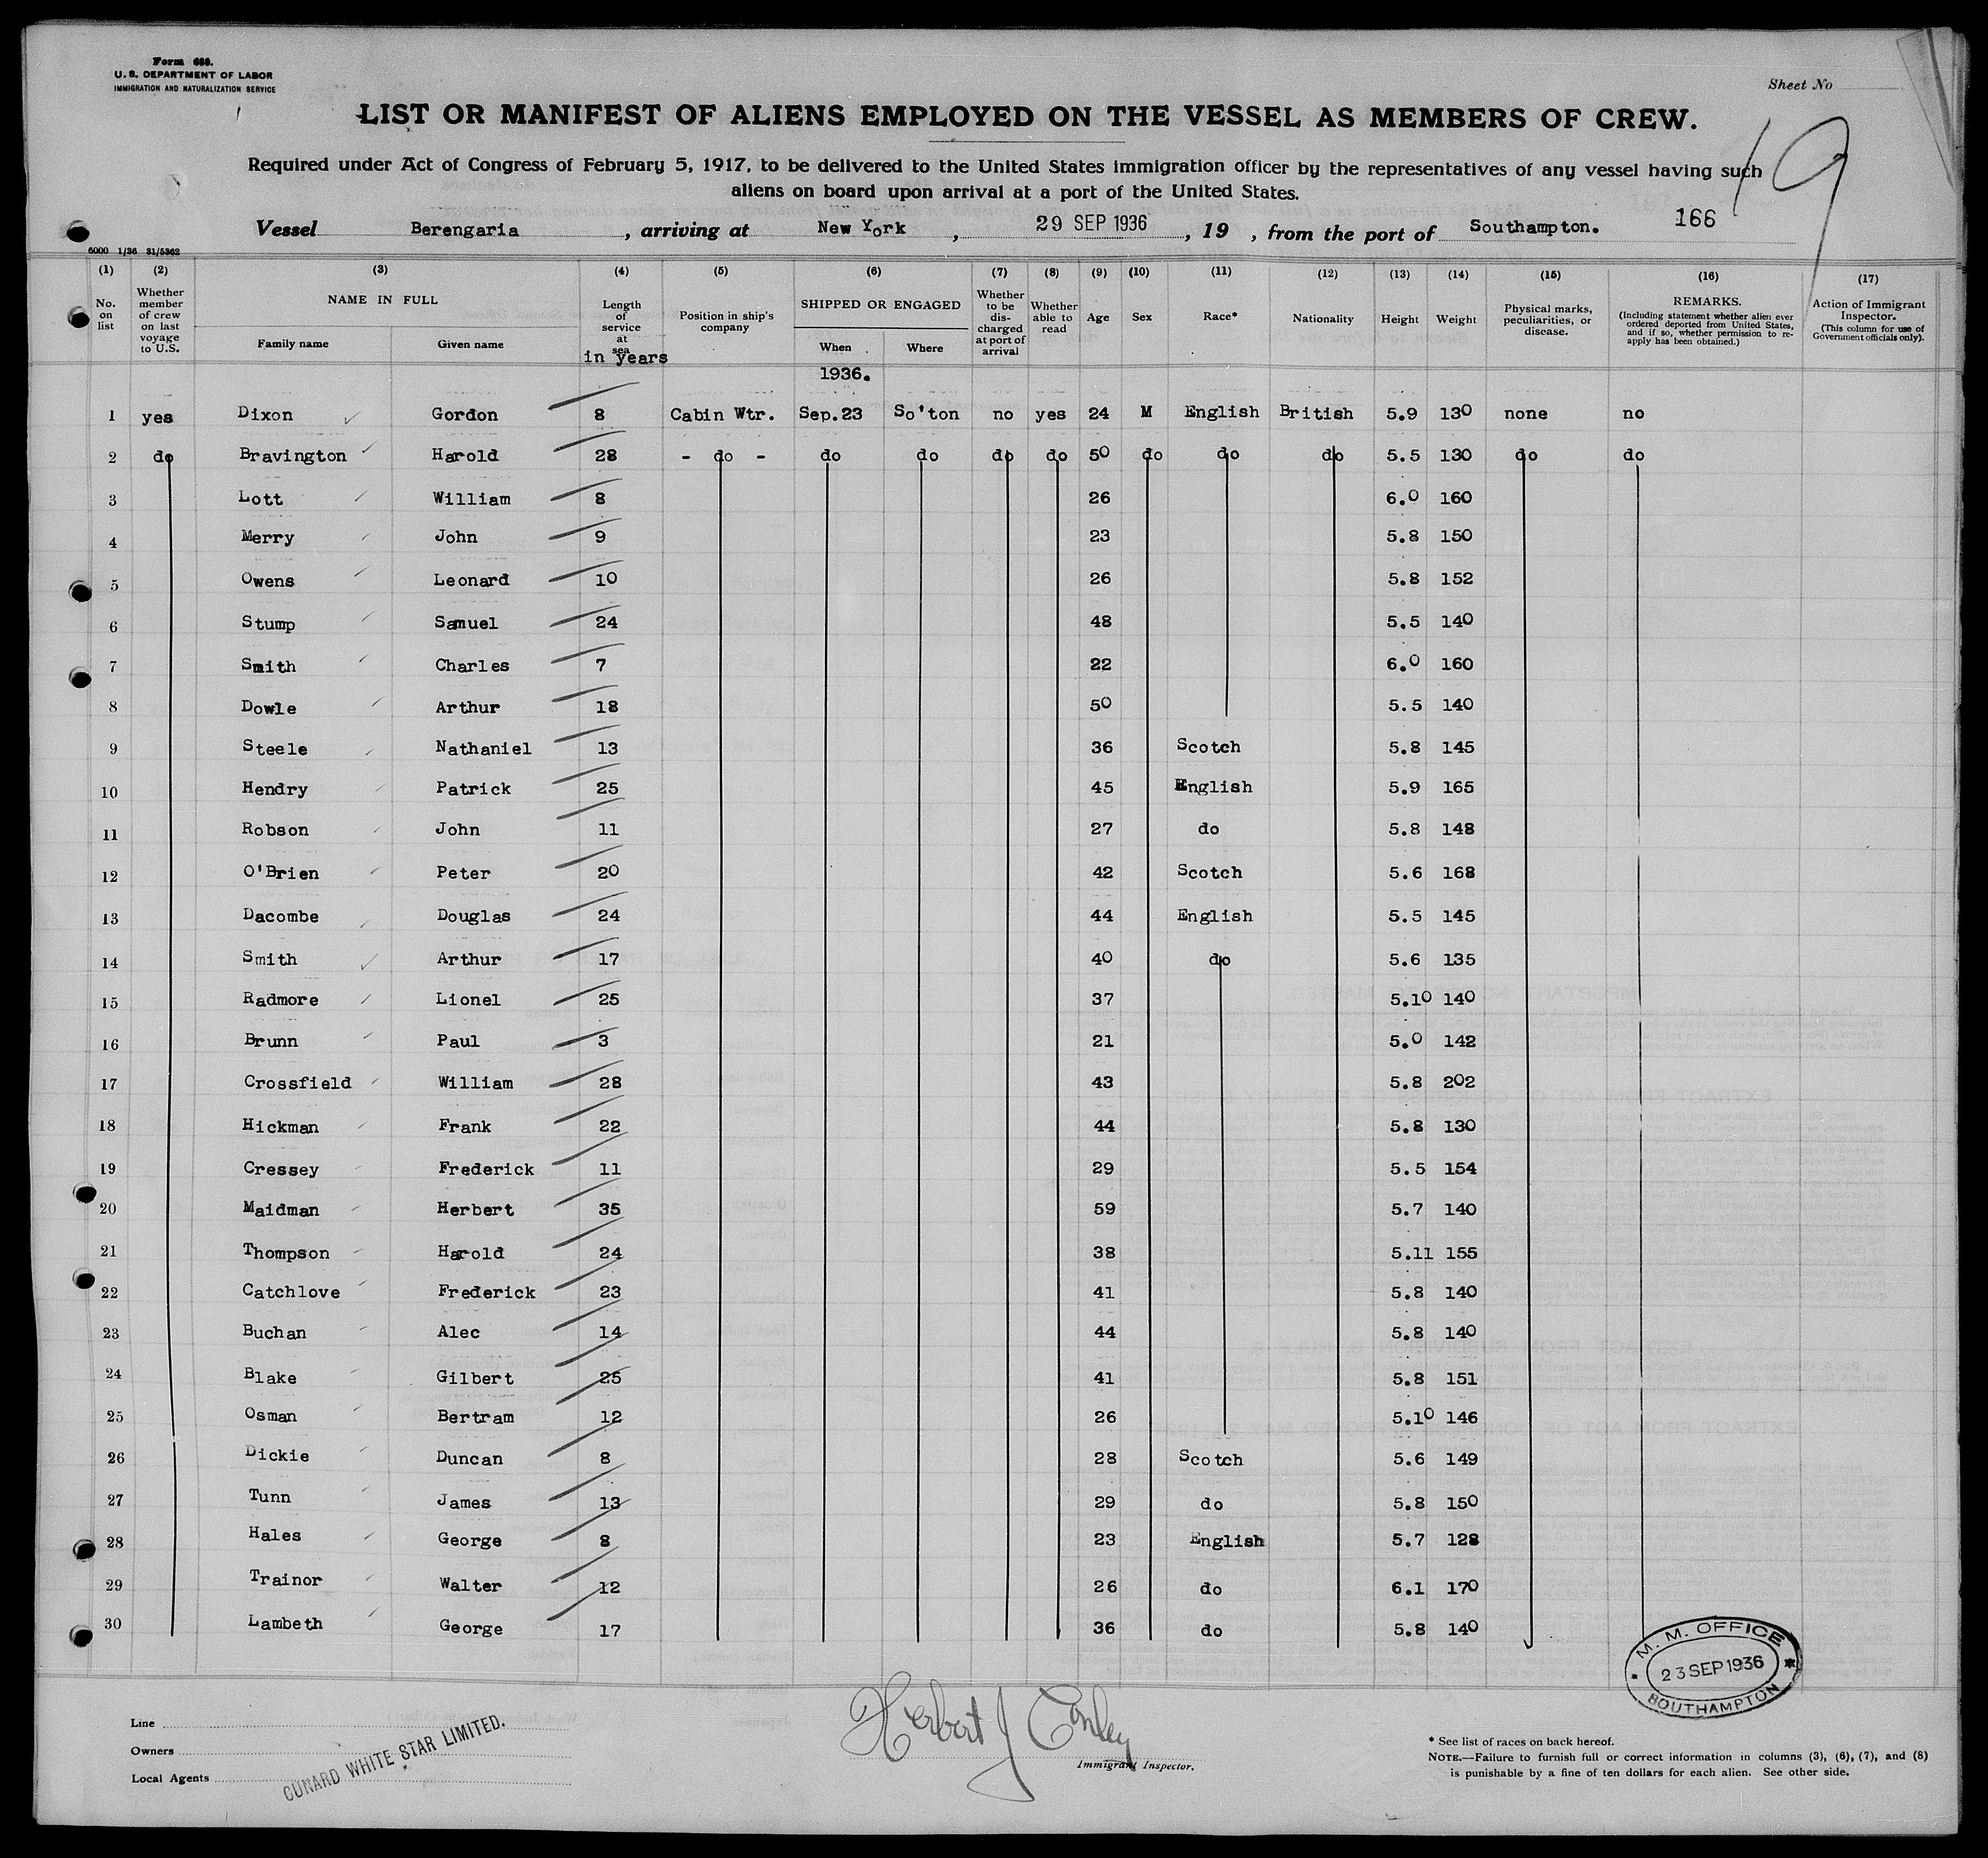 Form 680.
U. S. DEPARTMENT OF LABOR
IMMIGRATION AND NATURALIZATION SERVICE
Sheet No
LIST OR MANIFEST OF ALIENS EMPLOYED ON THE VESSEL AS MEMBERS OF CREW.
19
Required under Act of Congress of February 5, 1917, to be delivered to the United States immigration officer by the representatives of any vessel having such
aliens on board upon arrival at a port of the United States.
Vessel Berengaria, arriving at New York, 29 SEP 1936, 19 , from the port of Southampton. 166
6000 1/36 31/5362
(1) (2) (3) (4) (5) (6) (7) (8) (9) (10) (11) (12) (13) (14) (15) (16) (17)
No. on list
Whether member of crew on last voyage to U.S.
NAME IN FULL
Family name
Given name
Length of service at sea
in years
Position in ship's company
SHIPPED OR ENGAGED
When
Where
Whether to be discharged at port of arrival
Whether able to read
Age
Sex
Race*
Nationality
Height
Weight
Physical marks, peculiarities, or disease.
REMARKS.
(Including statement whether alien ever ordered deported from United States, and if so, whether permission to reapply has been obtained.)
Action of Immigrant Inspector.
(This column for use of Government officials only).
1936.
1 yes Dixon Gordon 8 Cabin Wtr. Sep.23 So'ton no yes 24 M English British 5.9 130 none no
2 do Bravington Harold 28 - do - do do do do 50 do do do 5.5 130 do do
3 Lott William 8 26 6.0 160
4 Merry John 9 23 5.8 150
5 Owens Leonard 10 26 5.8 152
6 Stump Samuel 24 48 5.5 140
7 Smith Charles 7 22 6.0 160
8 Dowle Arthur 18 50 5.5 140
9 Steele Nathaniel 13 36 Scotch 5.8 145
10 Hendry Patrick 25 45 English 5.9 165
11 Robson John 11 27 do 5.8 148
12 O'Brien Peter 20 42 Scotch 5.6 168
13 Dacombe Douglas 24 44 English 5.5 145
14 Smith Arthur 17 40 do 5.6 135
15 Radmore Lionel 25 37 5.10 140
16 Brunn Paul 3 21 5.0 142
17 Crossfield William 28 43 5.8 202
18 Hickman Frank 22 44 5.8 130
19 Cressey Frederick 11 29 5.5 154
20 Maidman Herbert 35 59 5.7 140
21 Thompson Harold 24 38 5.11 155
22 Catchlove Frederick 23 41 5.8 140
23 Buchan Alec 14 44 5.8 140
24 Blake Gilbert 25 41 5.8 151
25 Osman Bertram 12 26 5.10 146
26 Dickie Duncan 8 28 Scotch 5.6 149
27 Tunn James 13 29 do 5.8 150
28 Hales George 8 23 English 5.7 128
29 Trainor Walter 12 26 do 6.1 170
30 Lambeth George 17 36 do 5.8 140
M. M. OFFICE
23 SEP 1936
SOUTHAMPTON
Line
Owners
Local Agents
CUNARD WHITE STAR LIMITED.
Herbert J Conley
Immigrant Inspector.
* See list of races on back hereof.
NOTE.—Failure to furnish full or correct information in columns (3), (6), (7), and (8)
is punishable by a fine of ten dollars for each alien. See other side.